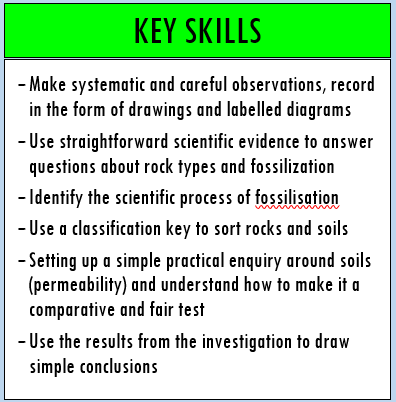 KEY SKILLS
– Make systematic and careful observations, record
in the form of drawings and labelled diagrams
– Use straightforward scientific evidence to answer
questions about rock types and fossilization
– Identify the scientific process of fossilisation
– Use a classification key to sort rocks and soils
– Setting up a simple practical enquiry around soils
(permeability) and understand how to make it a
comparative and fair test
– Use the results from the investigation to draw
simple conclusions